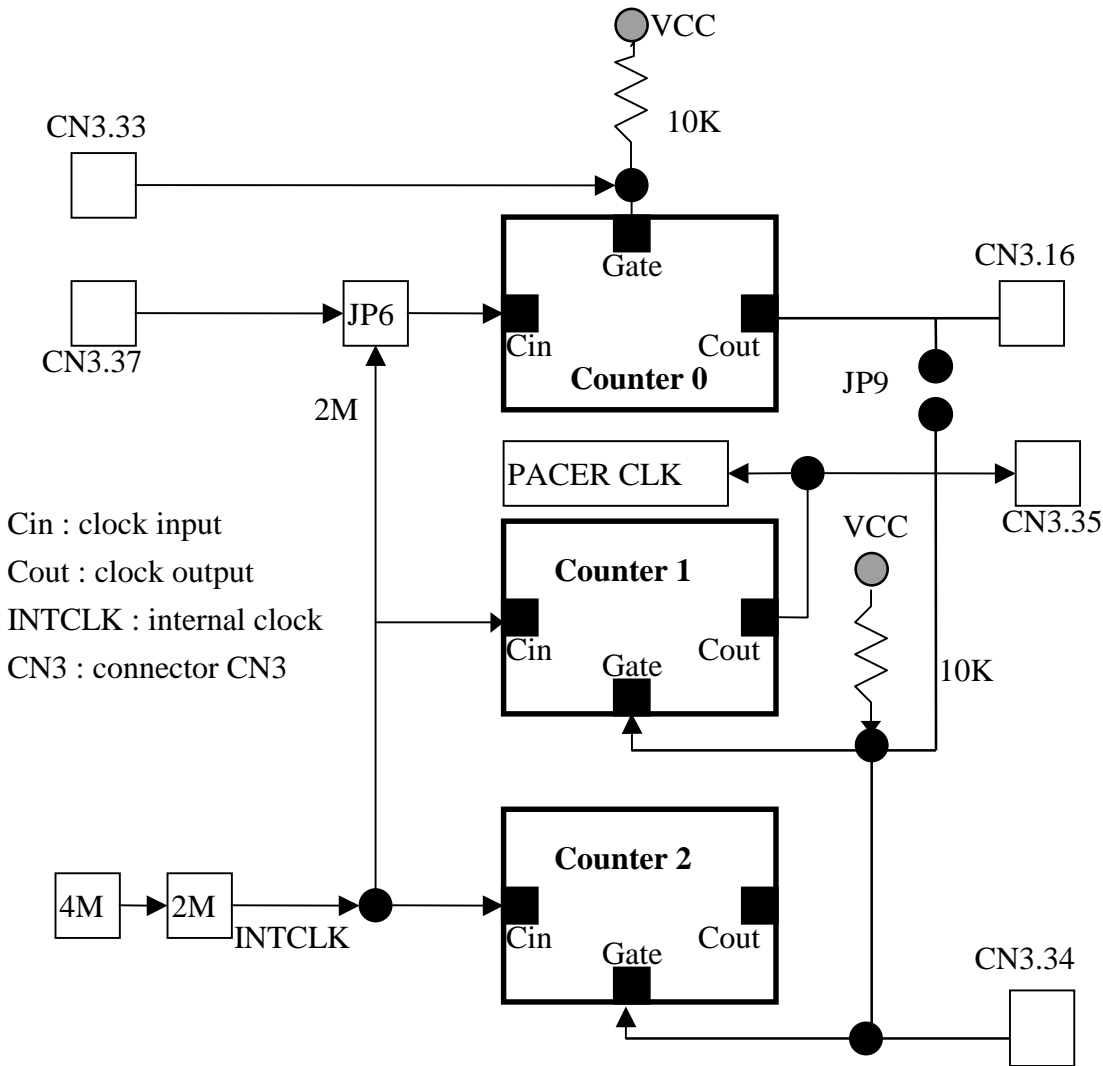 VCC
10K
CN3.33
Gate
CN3.16
JP6
Cin
Cout
CN3.37
Counter 0
JP9
2M
PACER CLK
CN3.35
Cin : clock input
VCC
Cout : clock output
Counter 1
INTCLK : internal clock
Cin
Cout
Gate
CN3 : connector CN3
10K
Counter 2
4M
2M
INTCLK
Cin
Cout
Gate
CN3.34